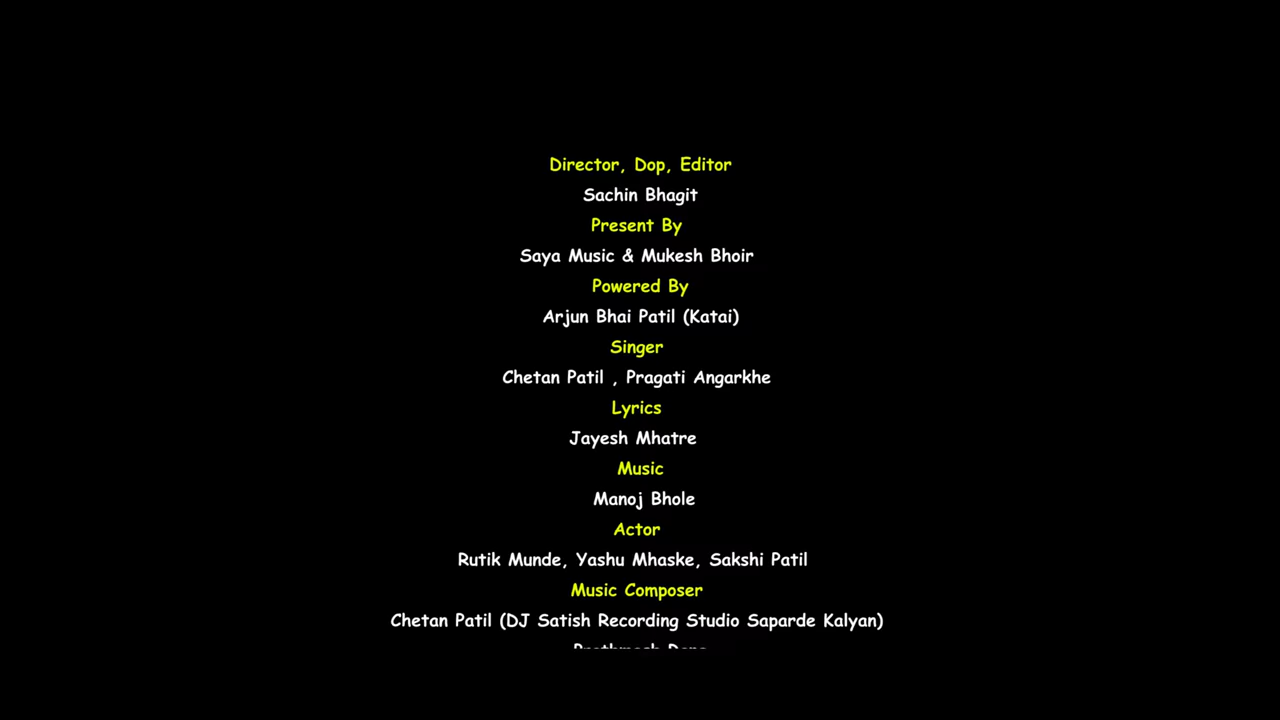 Director, Dop, Editor
Sachin Bhagit
Present By
Saya Music & Mukesh Bhoir
Powered By
Arjun Bhai Patil (Katai)
Singer
Chetan Patil , Pragati Angarkhe
Lyrics
Jayesh Mhatre
Music
Manoj Bhole
Actor
Rutik Munde, Yashu Mhaske, Sakshi Patil
Music Composer
Chetan Patil (DJ Satish Recording Studio Saparde Kalyan)